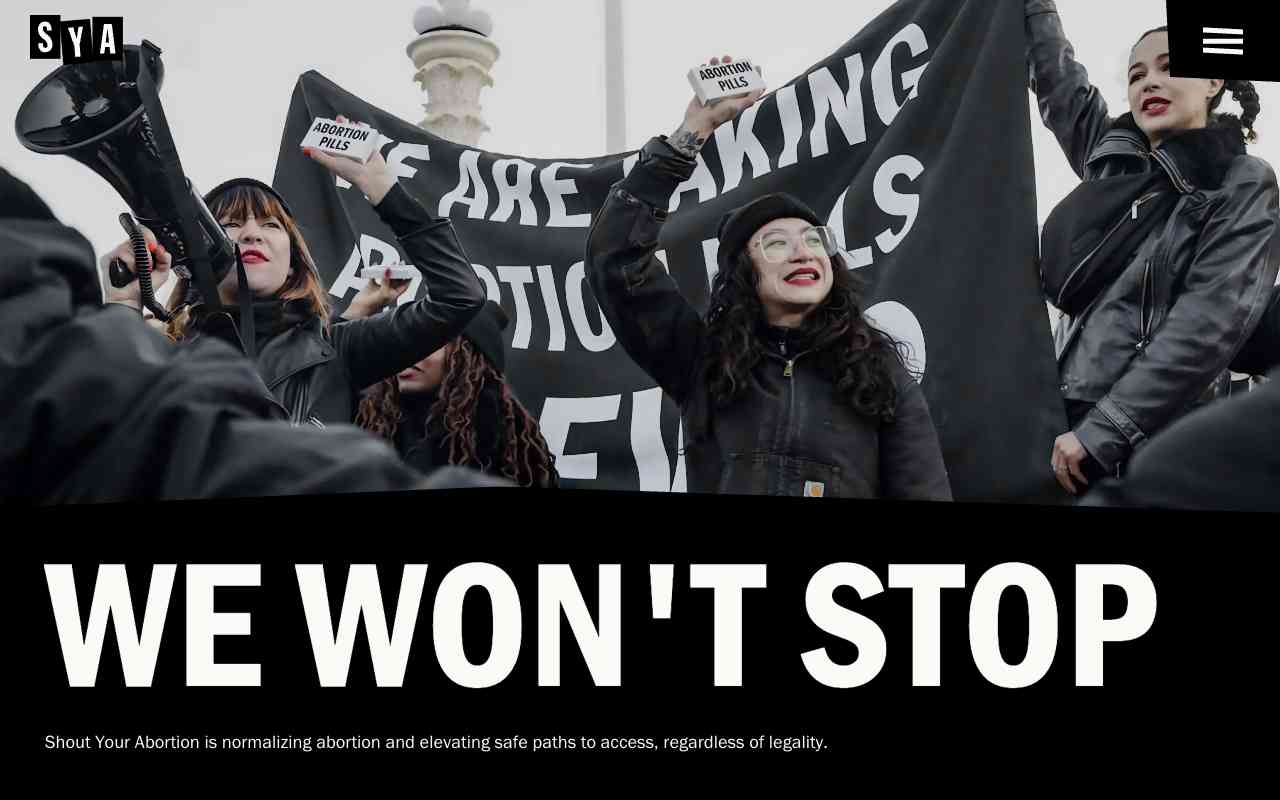 SYA
ABORTION
PILLS
ABORTION
PILLS
ARE
WE WON'T STOP
Shout Your Abortion is normalizing abortion and elevating safe paths to access, regardless of legality.